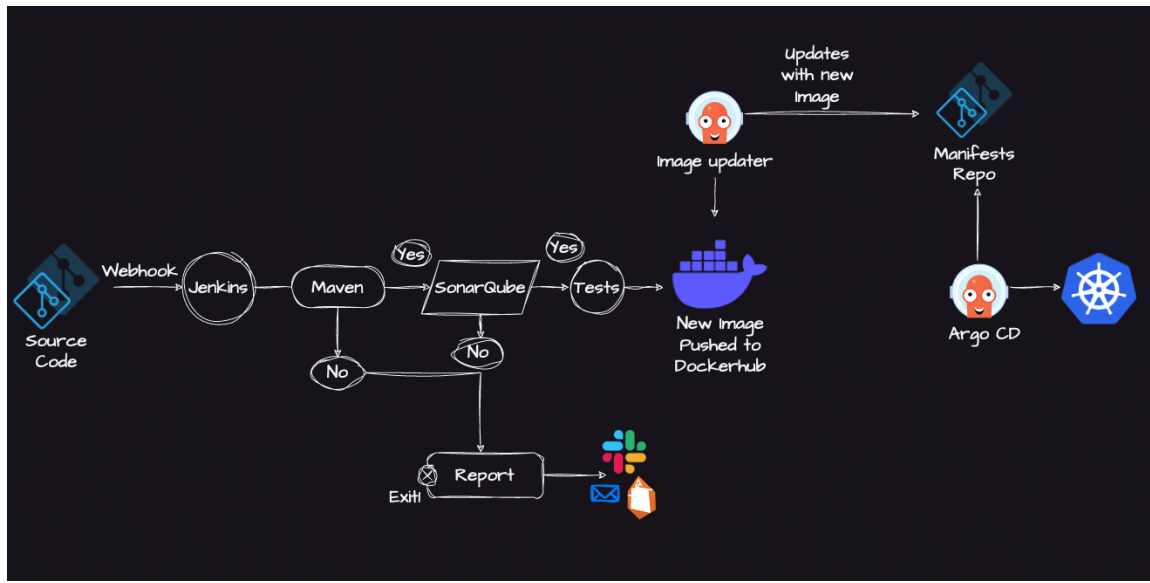 Updates
with new
Image
Image updater
Manifests
Repo
Webhook
Jenkins
Maven
Yes
SonarQube
Yes
Tests
Source
Code
No
No
New Image
Pushed to
Dockerhub
Argo CD
Report
Exit!